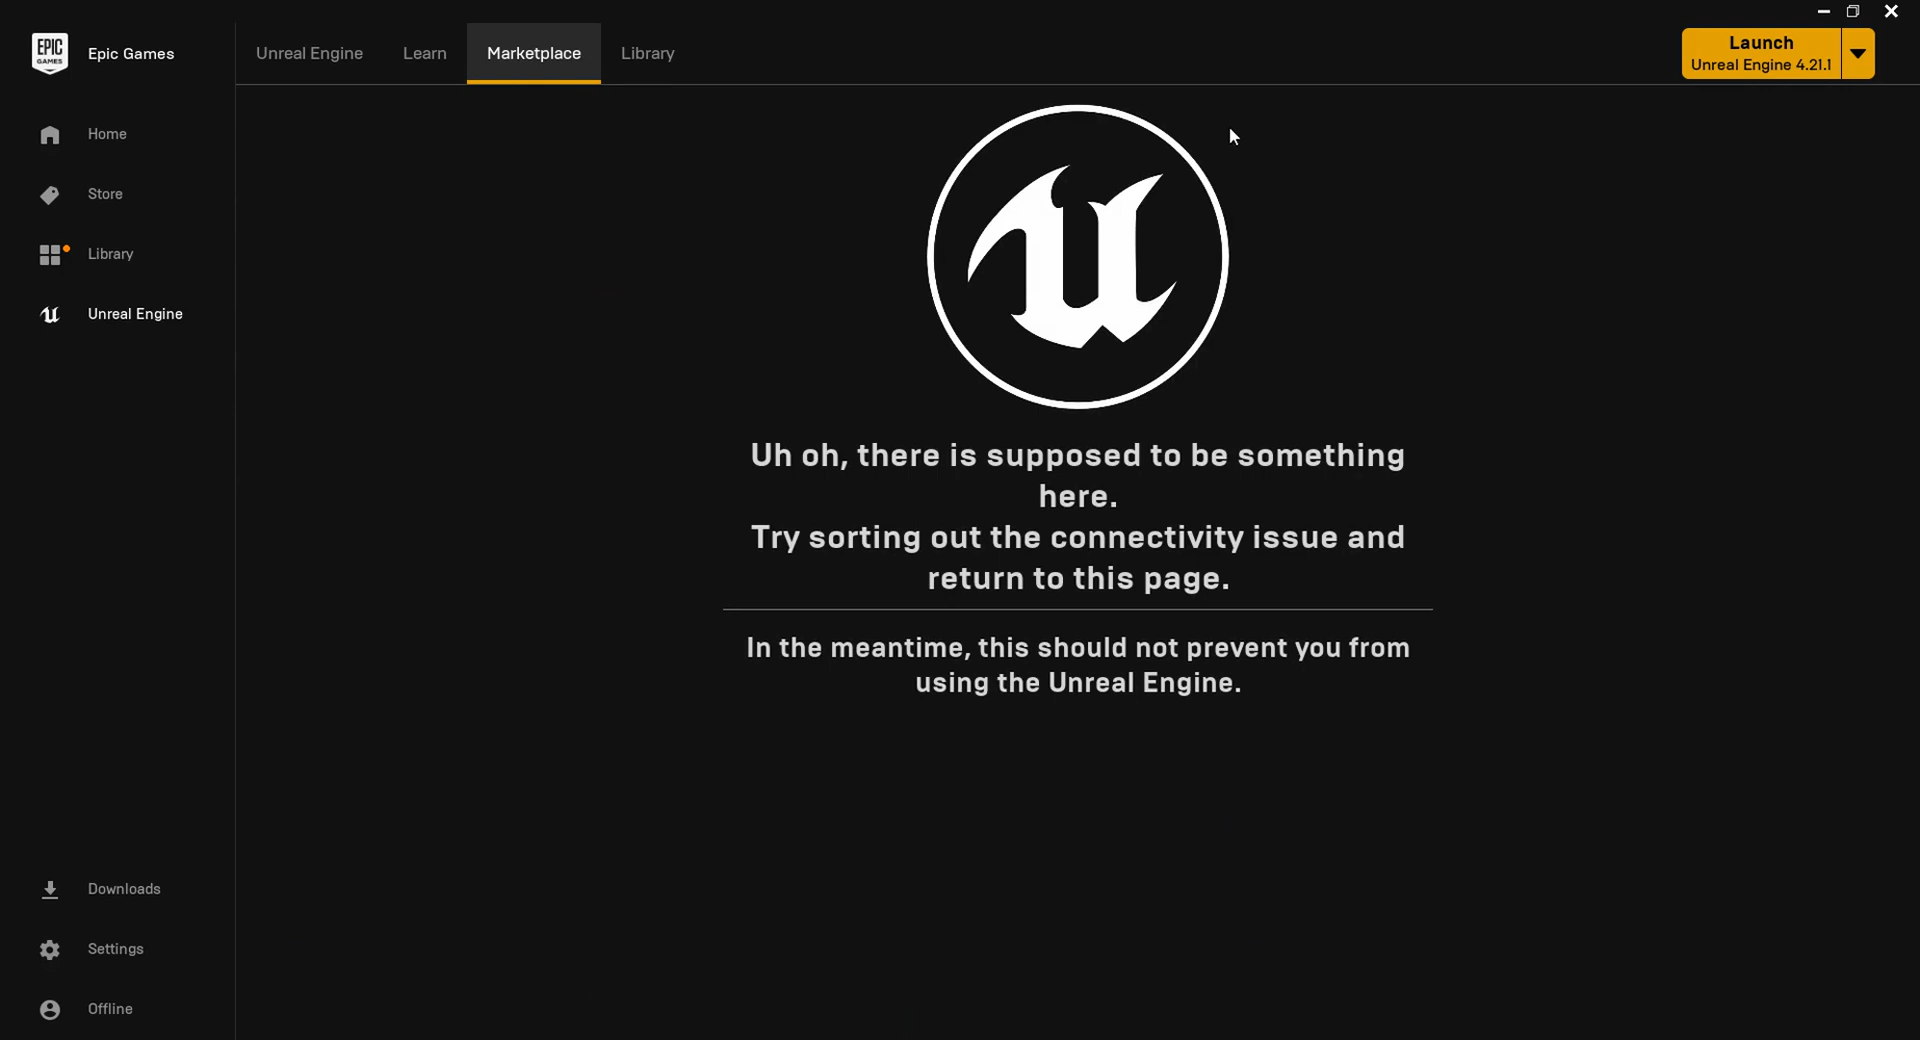 EPIC
GAMES
Epic Games
Unreal Engine
Learn
Marketplace
Library
Launch
Unreal Engine 4.21.1
Home
Store
Library
Unreal Engine
Uh oh, there is supposed to be something
here.
Try sorting out the connectivity issue and
return to this page.
In the meantime, this should not prevent you from
using the Unreal Engine.
Downloads
Settings
Offline